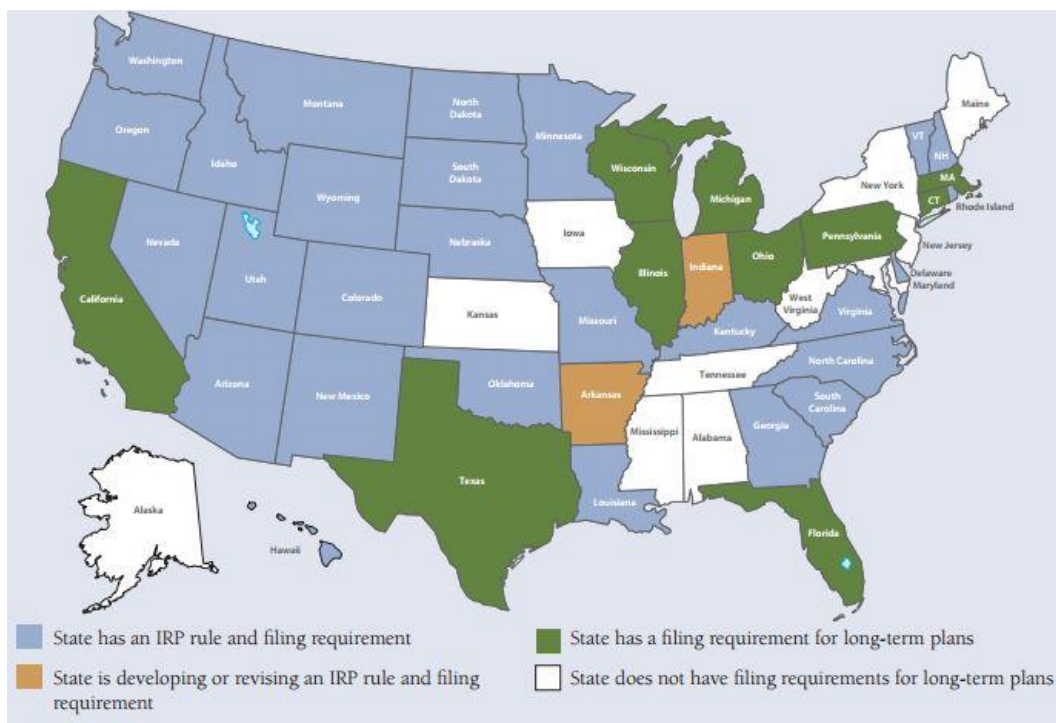 Washington
Montana
North
Dakota
Minnesota
Maine
Oregon
Idaho
South
Dakota
Wisconsin
VT
NH
Wyoming
Michigan
New York
MA
CT
Rhode Island
Nevada
Nebraska
Iowa
Pennsylvania
New Jersey
Utah
Colorado
Illinois
Indiana
Ohio
Delaware
Maryland
California
Kansas
Missouri
West
Virginia
Virginia
Kentucky
Arizona
New Mexico
Oklahoma
Arkansas
Tennessee
North Carolina
South
Carolina
Mississippi
Alabama
Georgia
Texas
Louisiana
Alaska
Hawaii
Florida
State has an IRP rule and filing requirement
State has a filing requirement for long-term plans
State is developing or revising an IRP rule and filing
requirement
State does not have filing requirements for long-term plans